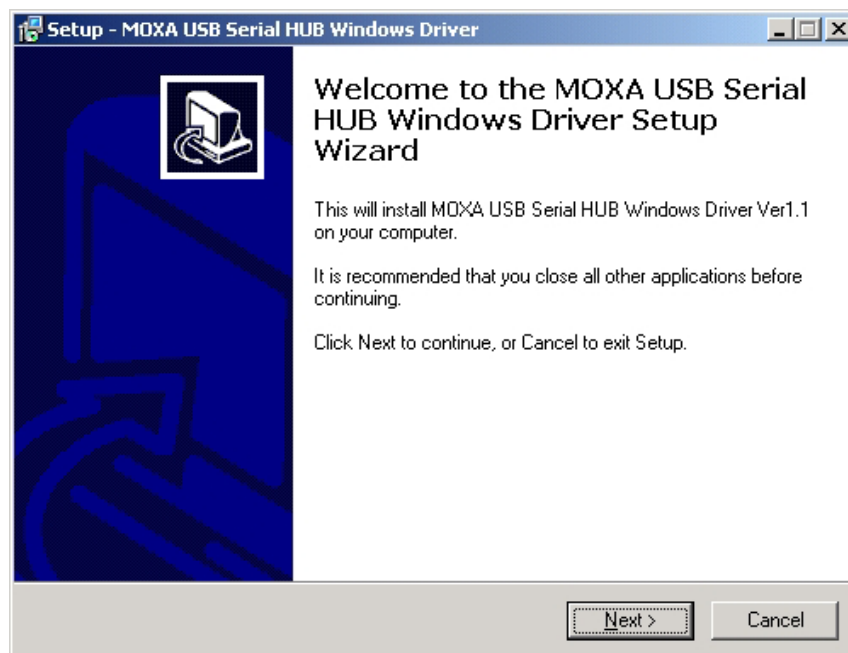 Setup - MOXA USB Serial HUB Windows Driver
Welcome to the MOXA USB Serial
HUB Windows Driver Setup
Wizard
This will install MOXA USB Serial HUB Windows Driver Ver1.1
on your computer.
It is recommended that you close all other applications before
continuing.
Click Next to continue, or Cancel to exit Setup.
Next >
Cancel